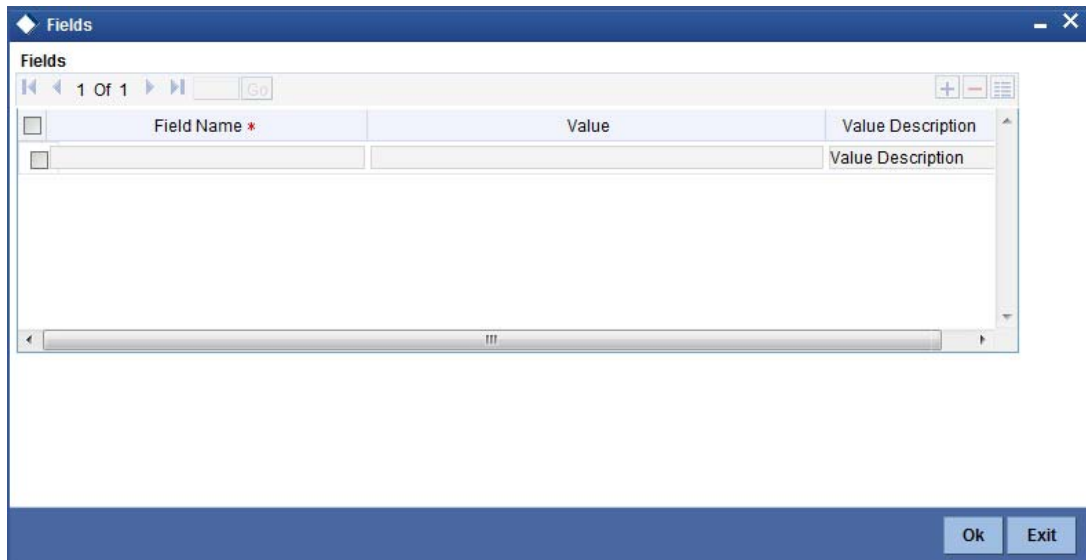 Fields
Fields
1 Of 1 Go
Field Name * Value Value Description
Value Description
Ok Exit